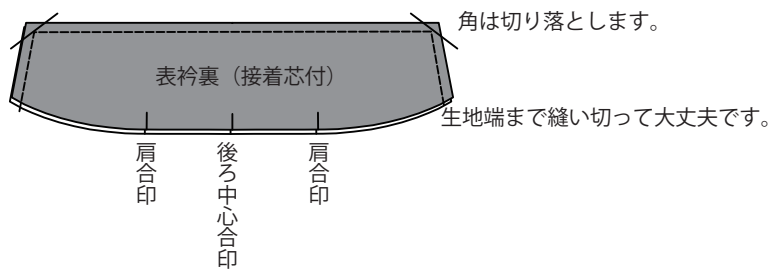 角は切り落とします。
表衿裏（接着芯付）
生地端まで縫い切って大丈夫です。
肩合印
後ろ中心合印
肩合印